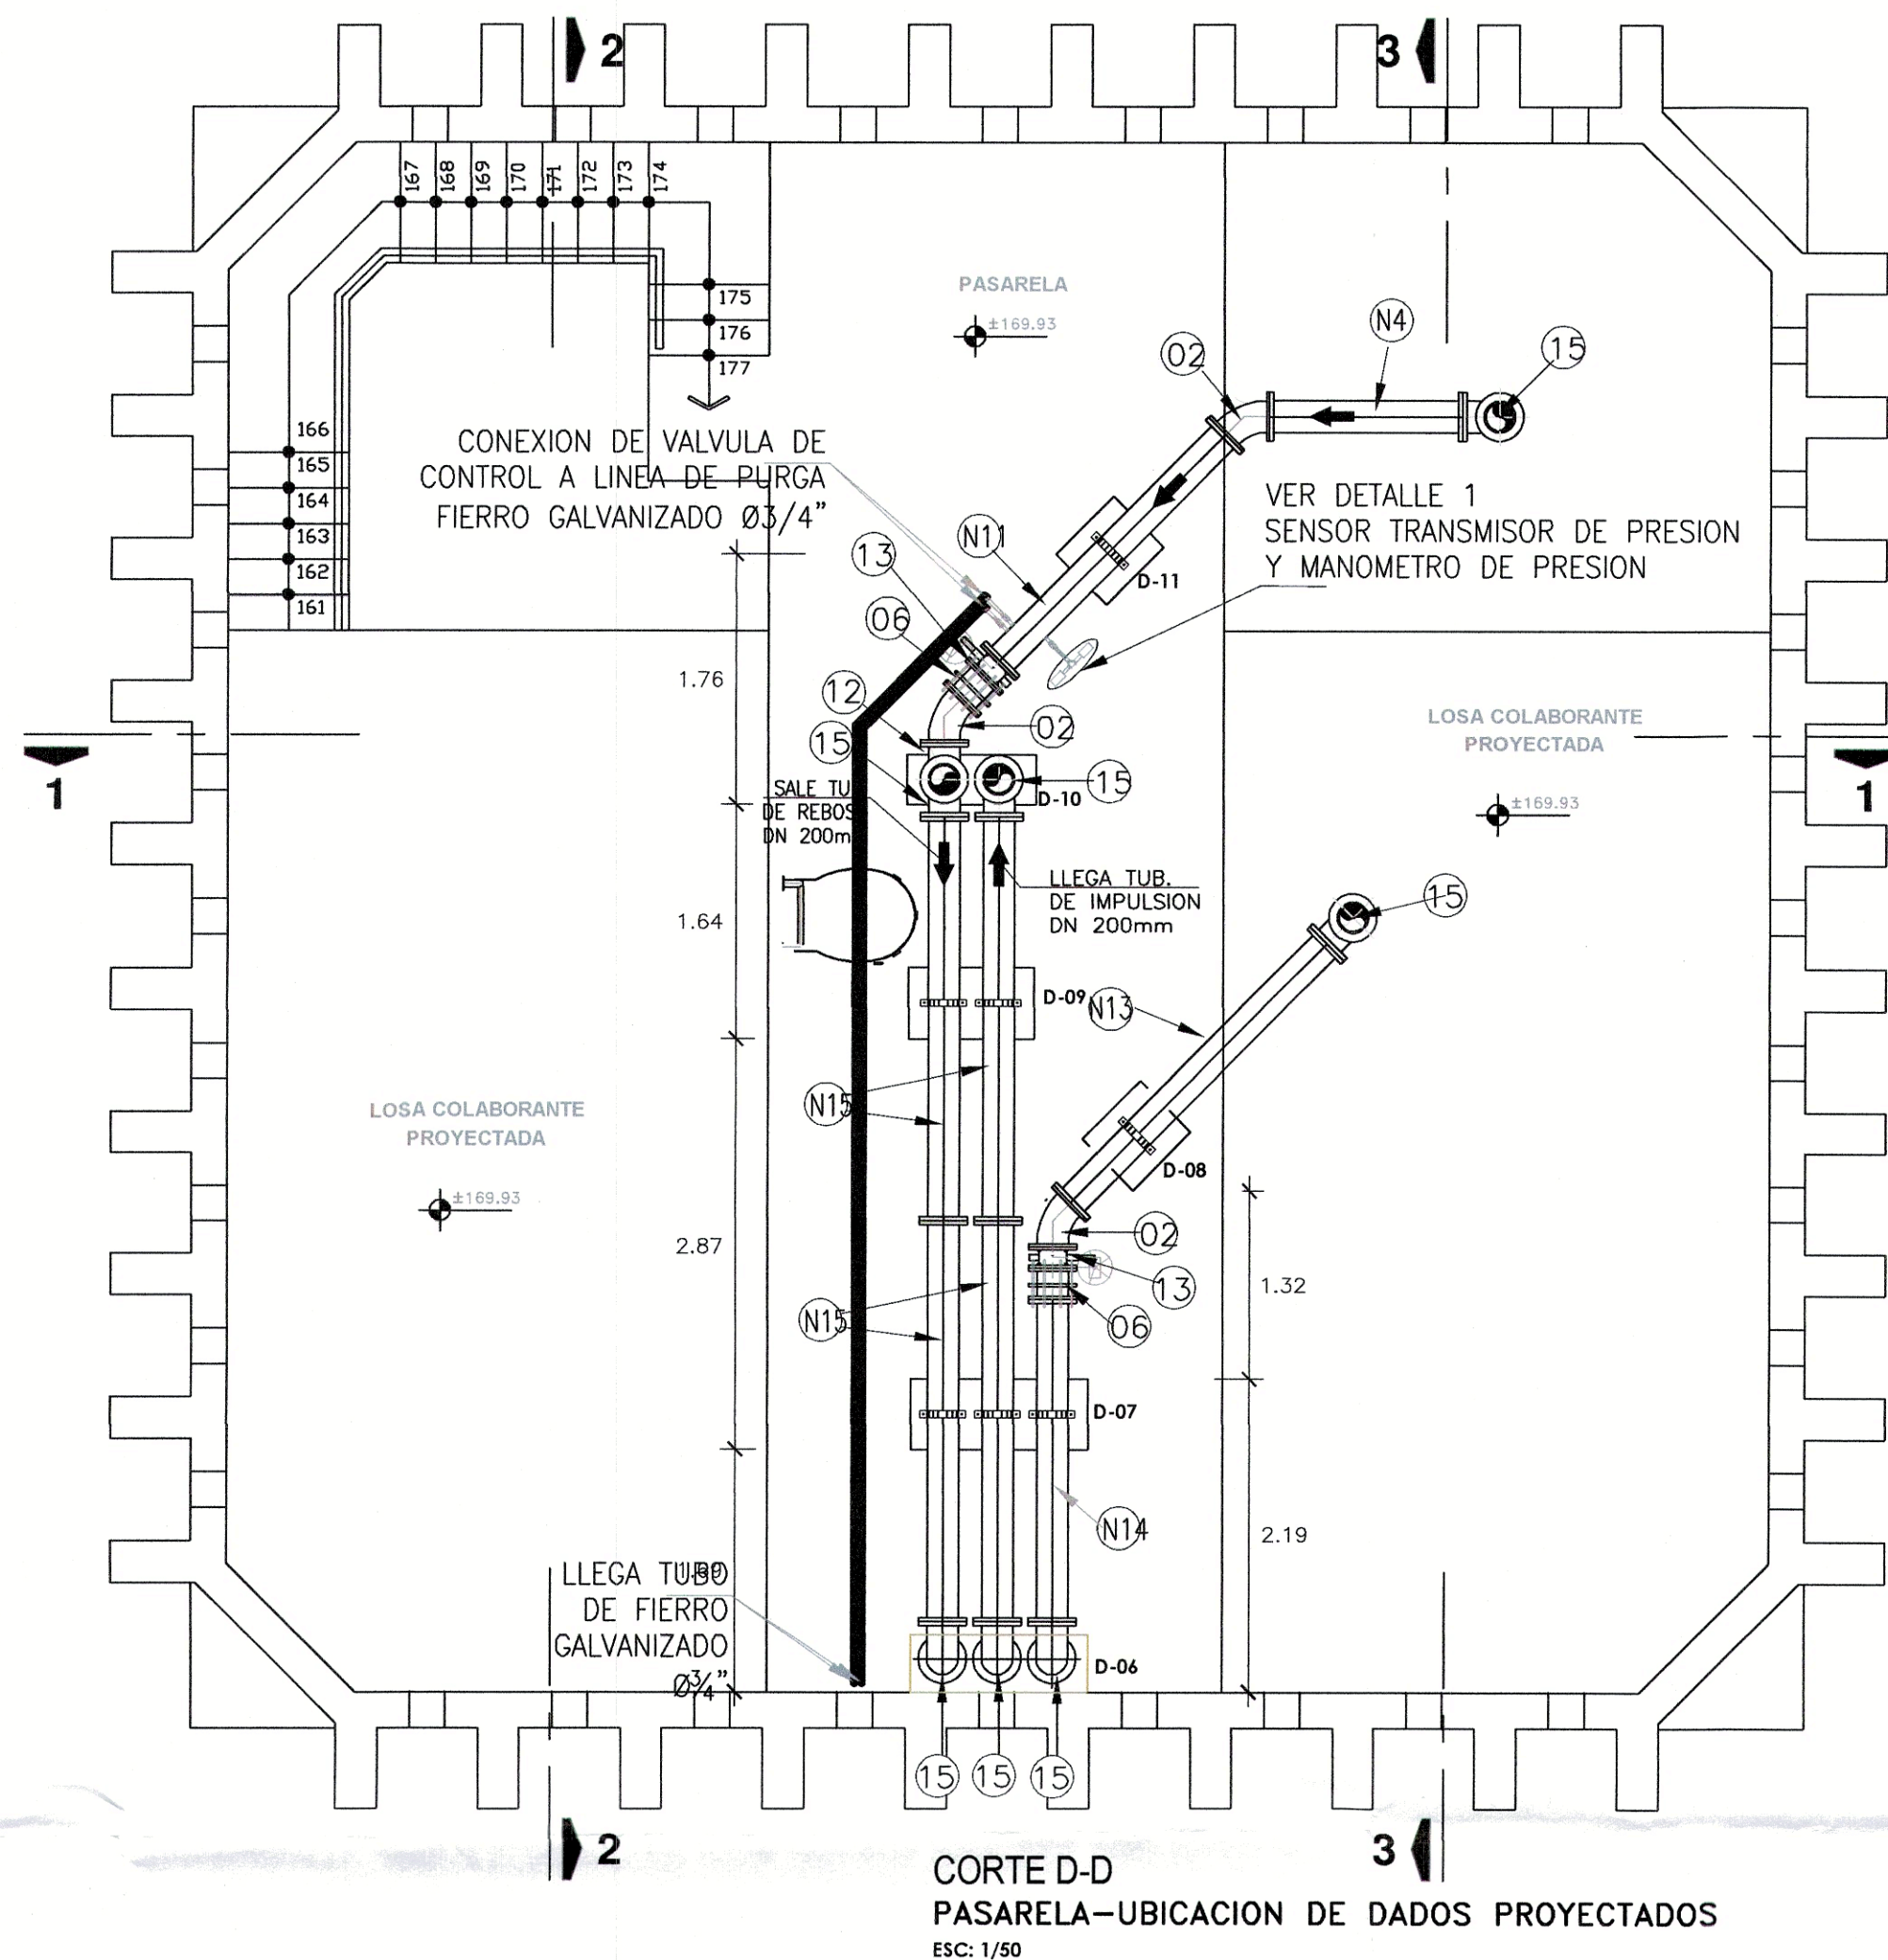 2
3
167
168
169
170
171
172
173
174
175
176
177
PASARELA
±169.93
N4
02
15
166
165
164
163
162
161
CONEXION DE VALVULA DE
CONTROL A LINEA DE PURGA
FIERRO GALVANIZADO Ø3/4”
VER DETALLE 1
SENSOR TRANSMISOR DE PRESION
Y MANOMETRO DE PRESION
N11
13
D-11
06
1.76
12
02
15
LOSA COLABORANTE
PROYECTADA
1
1
SALE TU
DE REBOS
DN 200m
D-10
15
±169.93
LLEGA TUB.
DE IMPULSION
DN 200mm
15
1.64
D-09
N13
N15
LOSA COLABORANTE
PROYECTADA
±169.93
D-08
02
2.87
13
1.32
N15
06
D-07
N14
2.19
LLEGA TUBO
DE FIERRO
GALVANIZADO
Ø3/4”
D-06
15
15
15
2
3
CORTE D-D
PASARELA-UBICACION DE DADOS PROYECTADOS
ESC: 1/50